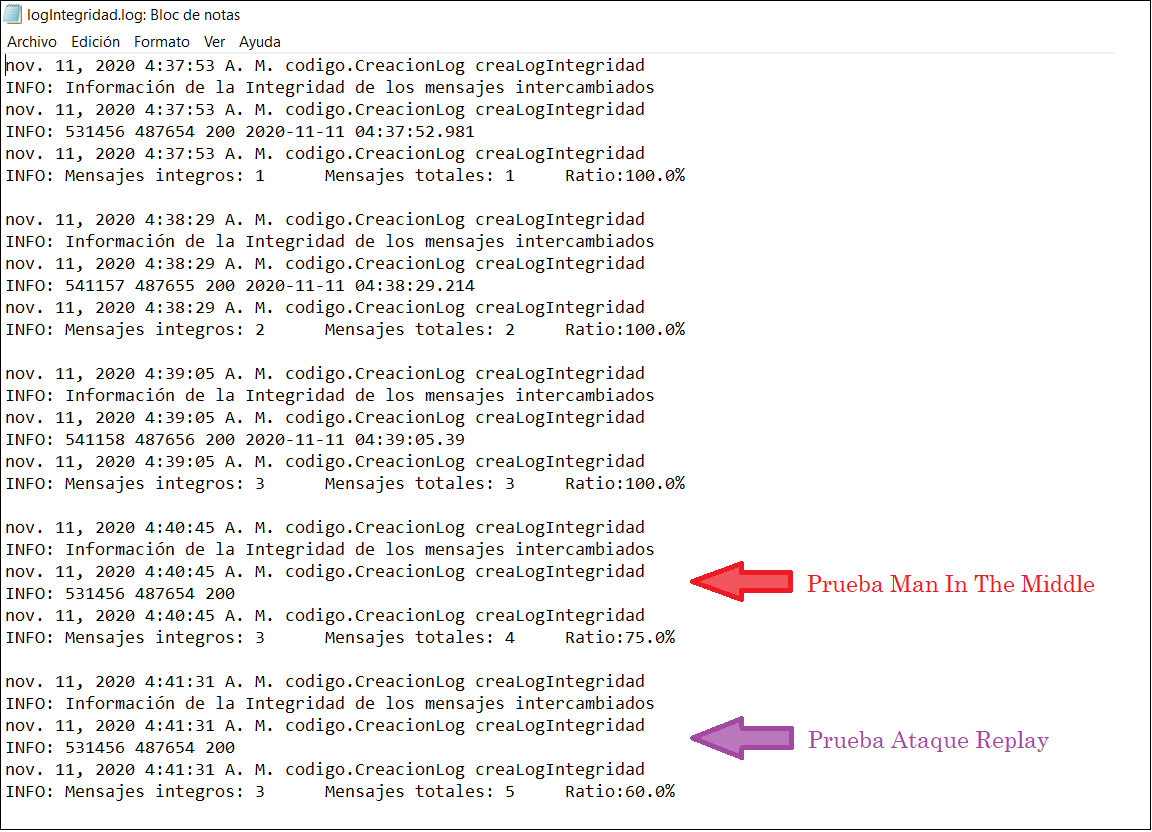 logIntegridad.log: Bloc de notas
Archivo Edición Formato Ver Ayuda
nov. 11, 2020 4:37:53 A. M. codigo.CreacionLog creaLogIntegridad
INFO: Información de la Integridad de los mensajes intercambiados
nov. 11, 2020 4:37:53 A. M. codigo.CreacionLog creaLogIntegridad
INFO: 531456 487654 200 2020-11-11 04:37:52.981
nov. 11, 2020 4:37:53 A. M. codigo.CreacionLog creaLogIntegridad
INFO: Mensajes integros: 1 Mensajes totales: 1 Ratio:100.0%
nov. 11, 2020 4:38:29 A. M. codigo.CreacionLog creaLogIntegridad
INFO: Información de la Integridad de los mensajes intercambiados
nov. 11, 2020 4:38:29 A. M. codigo.CreacionLog creaLogIntegridad
INFO: 541157 487655 200 2020-11-11 04:38:29.214
nov. 11, 2020 4:38:29 A. M. codigo.CreacionLog creaLogIntegridad
INFO: Mensajes integros: 2 Mensajes totales: 2 Ratio:100.0%
nov. 11, 2020 4:39:05 A. M. codigo.CreacionLog creaLogIntegridad
INFO: Información de la Integridad de los mensajes intercambiados
nov. 11, 2020 4:39:05 A. M. codigo.CreacionLog creaLogIntegridad
INFO: 541158 487656 200 2020-11-11 04:39:05.39
nov. 11, 2020 4:39:05 A. M. codigo.CreacionLog creaLogIntegridad
INFO: Mensajes integros: 3 Mensajes totales: 3 Ratio:100.0%
nov. 11, 2020 4:40:45 A. M. codigo.CreacionLog creaLogIntegridad
INFO: Información de la Integridad de los mensajes intercambiados
nov. 11, 2020 4:40:45 A. M. codigo.CreacionLog creaLogIntegridad
Prueba Man In The Middle
INFO: 531456 487654 200
nov. 11, 2020 4:40:45 A. M. codigo.CreacionLog creaLogIntegridad
INFO: Mensajes integros: 3 Mensajes totales: 4 Ratio:75.0%
nov. 11, 2020 4:41:31 A. M. codigo.CreacionLog creaLogIntegridad
INFO: Información de la Integridad de los mensajes intercambiados
nov. 11, 2020 4:41:31 A. M. codigo.CreacionLog creaLogIntegridad
Prueba Ataque Replay
INFO: 531456 487654 200
nov. 11, 2020 4:41:31 A. M. codigo.CreacionLog creaLogIntegridad
INFO: Mensajes integros: 3 Mensajes totales: 5 Ratio:60.0%